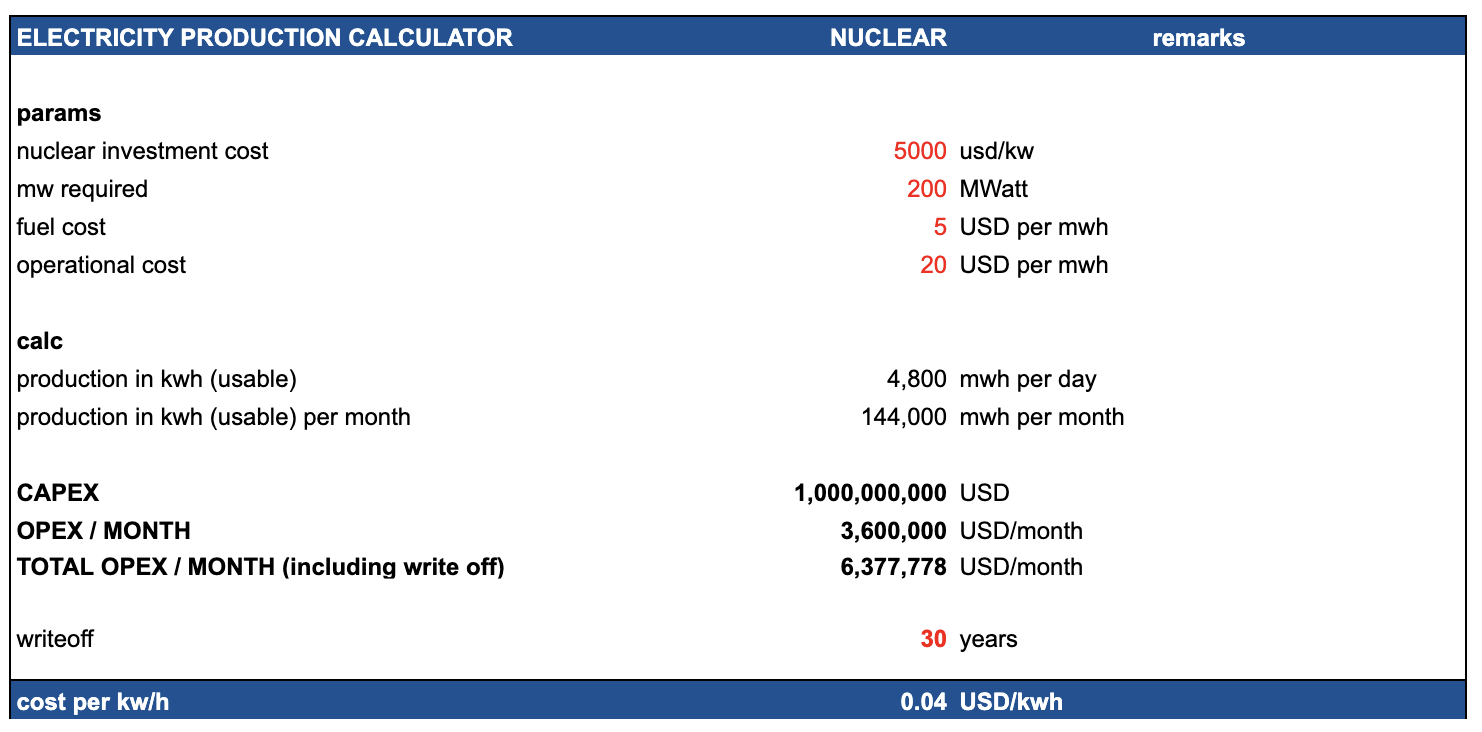 ELECTRICITY PRODUCTION CALCULATOR NUCLEAR remarks
params
nuclear investment cost 5000 usd/kw
mw required 200 MWatt
fuel cost 5 USD per mwh
operational cost 20 USD per mwh
calc
production in kwh (usable) 4,800 mwh per day
production in kwh (usable) per month 144,000 mwh per month
CAPEX 1,000,000,000 USD
OPEX / MONTH 3,600,000 USD/month
TOTAL OPEX / MONTH (including write off) 6,377,778 USD/month
writeoff 30 years
cost per kw/h 0.04 USD/kwh